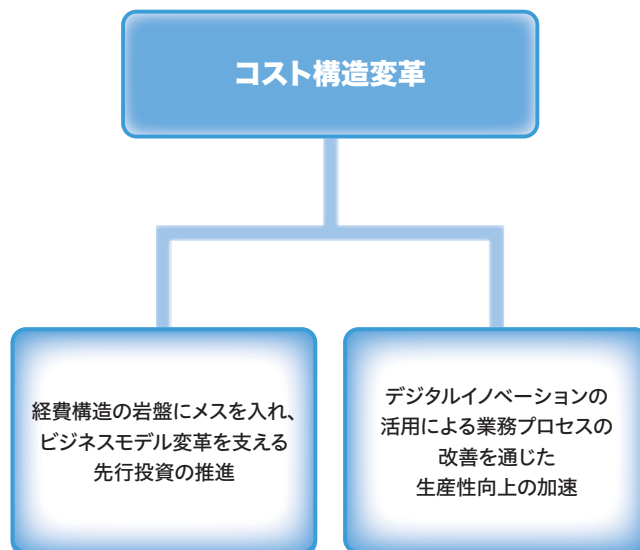 コスト構造変革
経費構造の岩盤にメスを入れ、
ビジネスモデル変革を支える
先行投資の推進
デジタルイノベーションの
活用による業務プロセスの
改善を通じた
生産性向上の加速